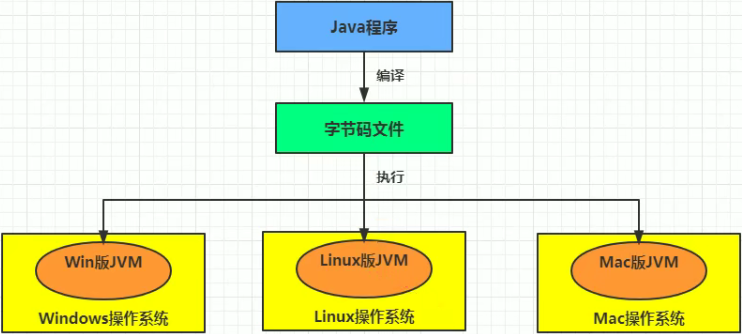 Java程序
编译
字节码文件
执行
Win版JVM
Linux版JVM
Mac版JVM
Windows操作系统
Linux操作系统
Mac操作系统